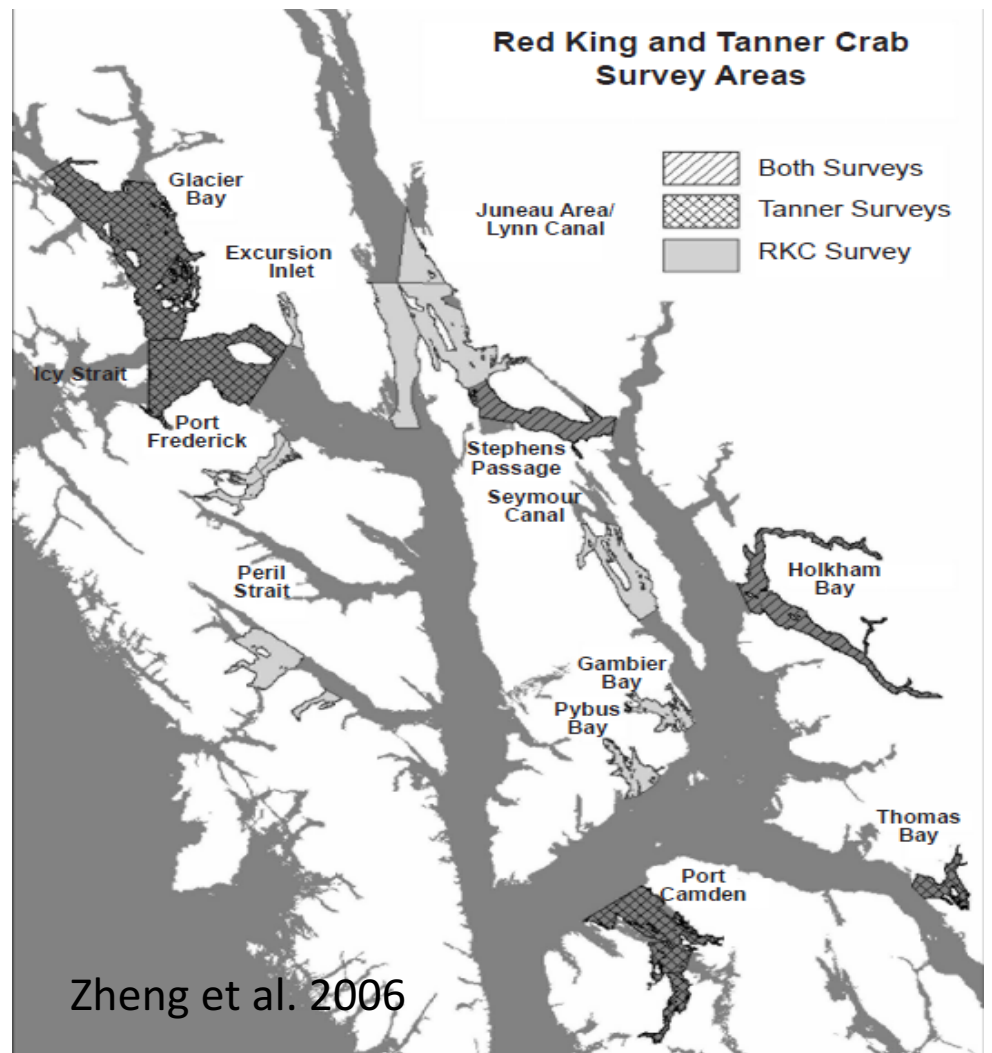 Red King and Tanner Crab
Survey Areas
Both Surveys
Tanner Surveys
RKC Survey
Glacier
Bay
Juneau Area/
Lynn Canal
Excursion
Inlet
Icy Strait
Port
Frederick
Stephens
Passage
Seymour
Canal
Peril
Strait
Holkham
Bay
Gambier
Bay
Pybus
Bay
Thomas
Bay
Port
Camden
Zheng et al. 2006